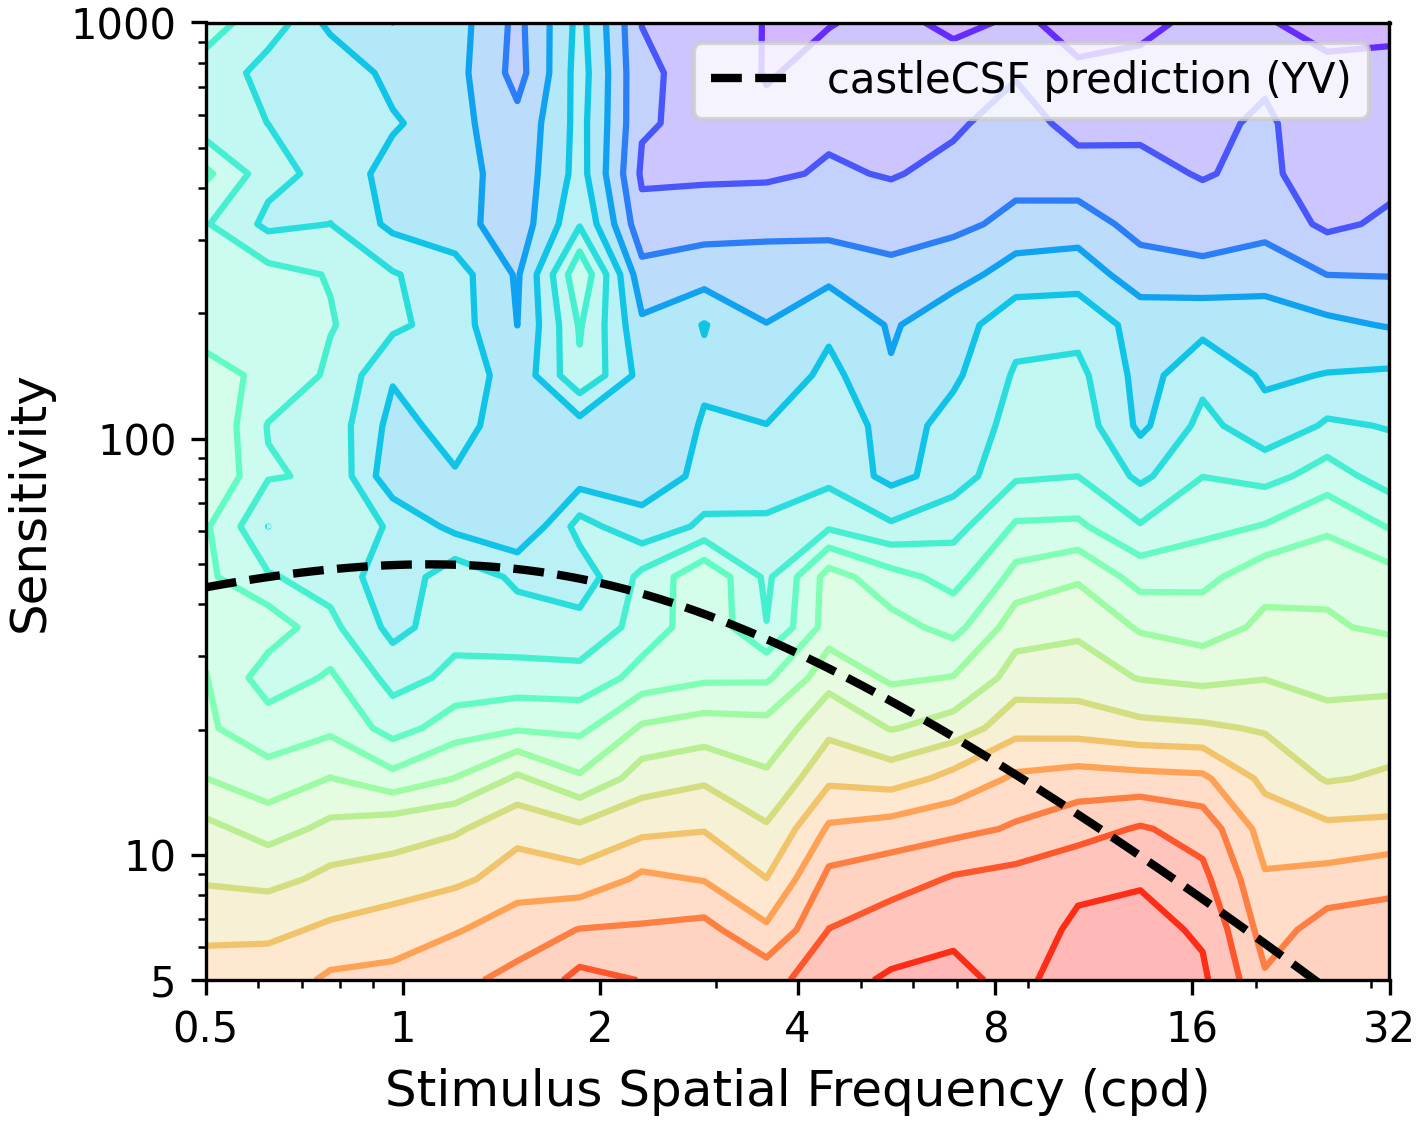 1000
castleCSF prediction (YV)
100
Sensitivity
10
5
0.5 1 2 4 8 16 32
Stimulus Spatial Frequency (cpd)